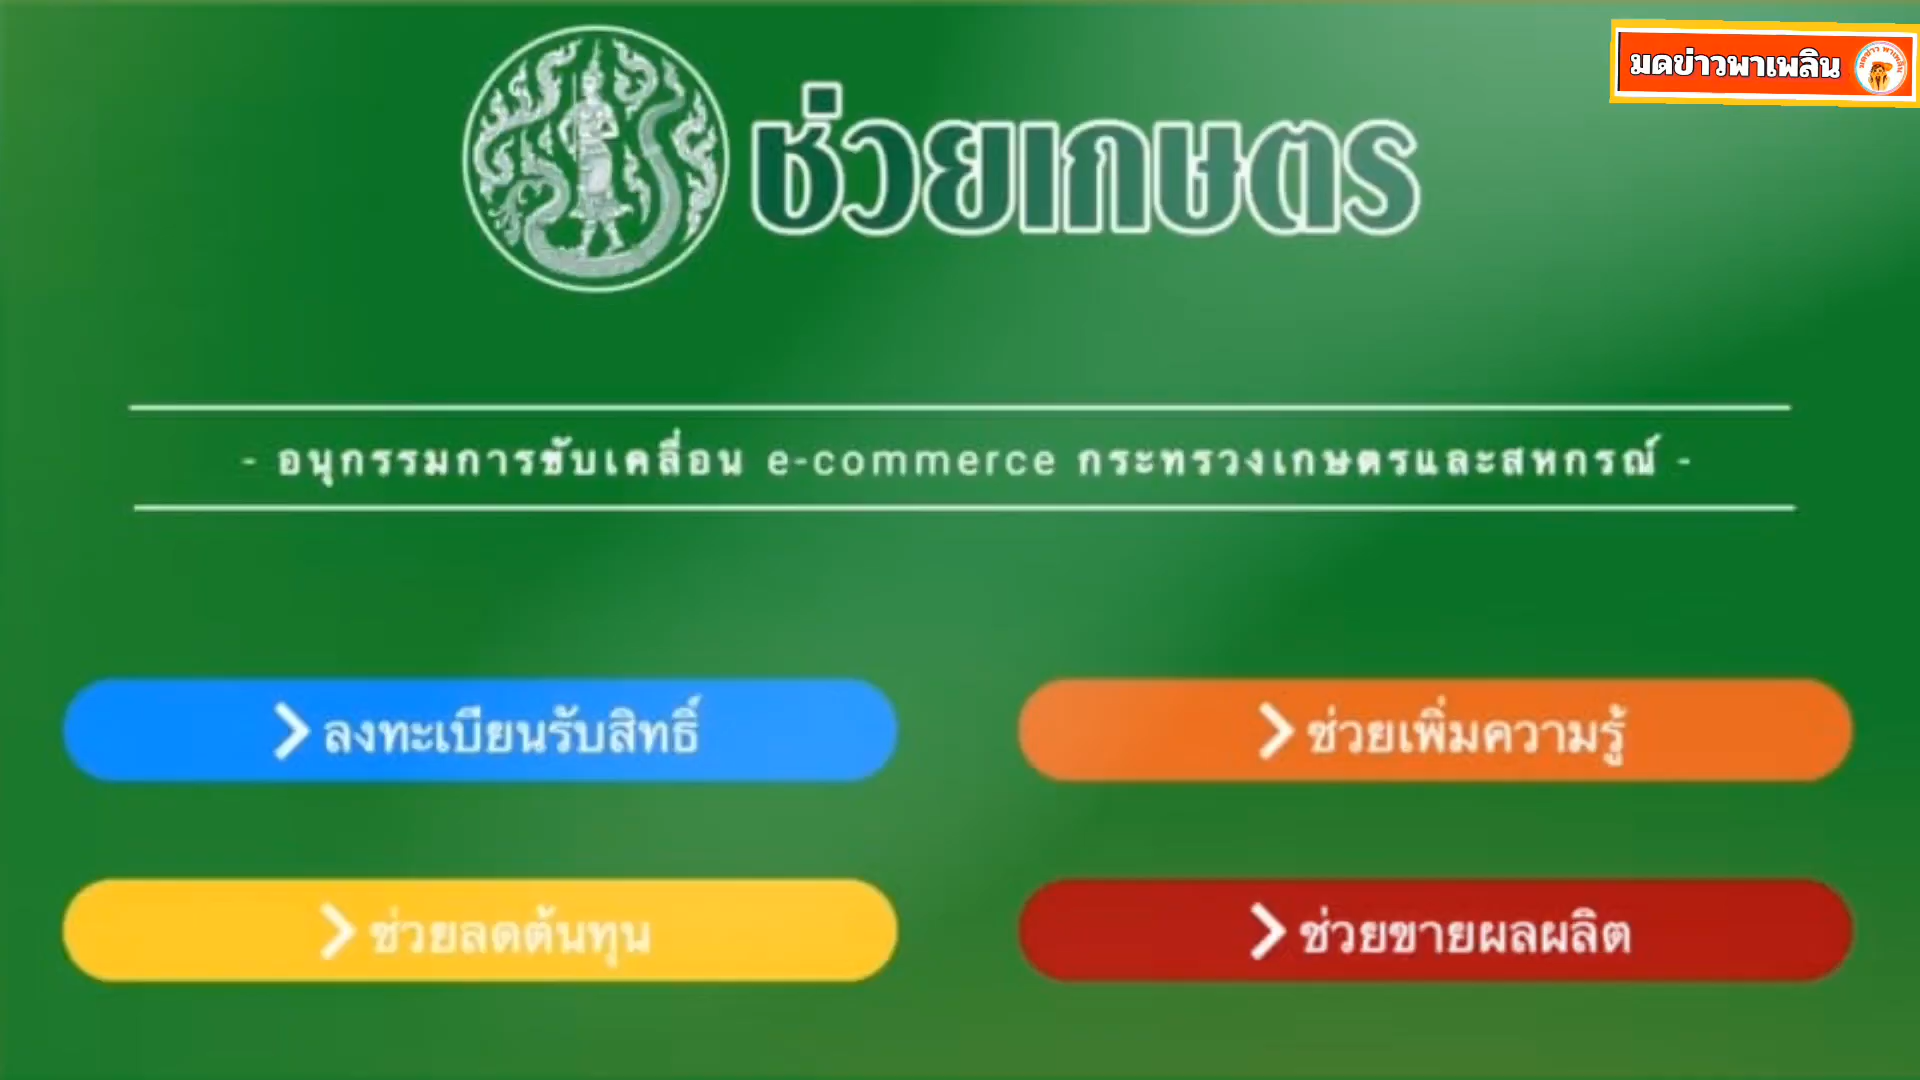 มดข่าวพาเพลิน
ช่วยเกษตร
- อนุกรรมการขับเคลื่อน e-commerce กระทรวงเกษตรและสหกรณ์ -
ลงทะเบียนรับสิทธิ์
ช่วยเพิ่มความรู้
ช่วยลดต้นทุน
ช่วยขายผลผลิต